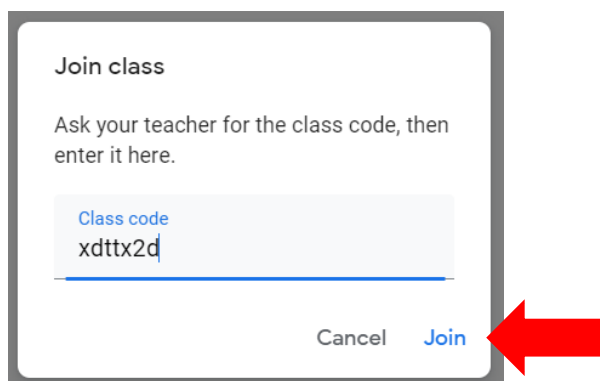 Join class
Ask your teacher for the class code, then
enter it here.
Class code
xdttx2d
Cancel Join